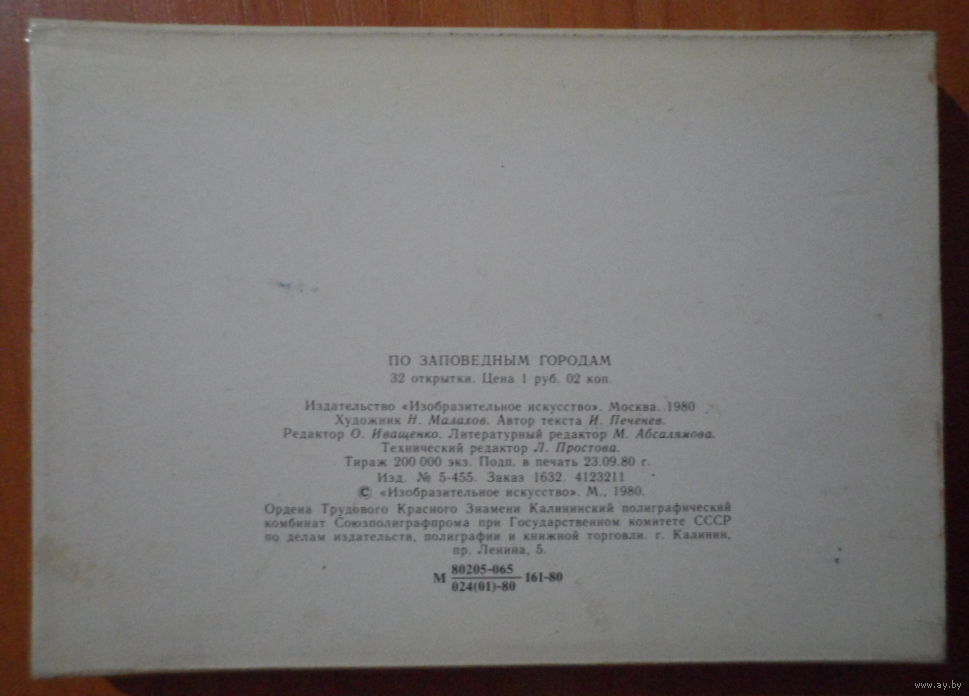 ПО ЗАПОВЕДНЫМ ГОРОДАМ
32 открытки. Цена 1 руб. 02 коп.
Издательство «Изобразительное искусство». Москва. 1980
Художник Н. Малахов. Автор текста И. Печенев.
Редактор О. Иващенко. Литературный редактор М. Абсалямова.
Технический редактор Л. Простова.
Тираж 200 000 экз. Подп. в печать 23.09.80 г.
Изд. № 5-455. Заказ 1632. 4123211
© «Изобразительное искусство». М., 1980.
Ордена Трудового Красного Знамени Калининский полиграфический
комбинат Союзполиграфпрома при Государственном комитете СССР
по делам издательств, полиграфии и книжной торговли. г. Калинин,
пр. Ленина, 5.
М 80205-065 161-80
024(01)-80
www.ay.by